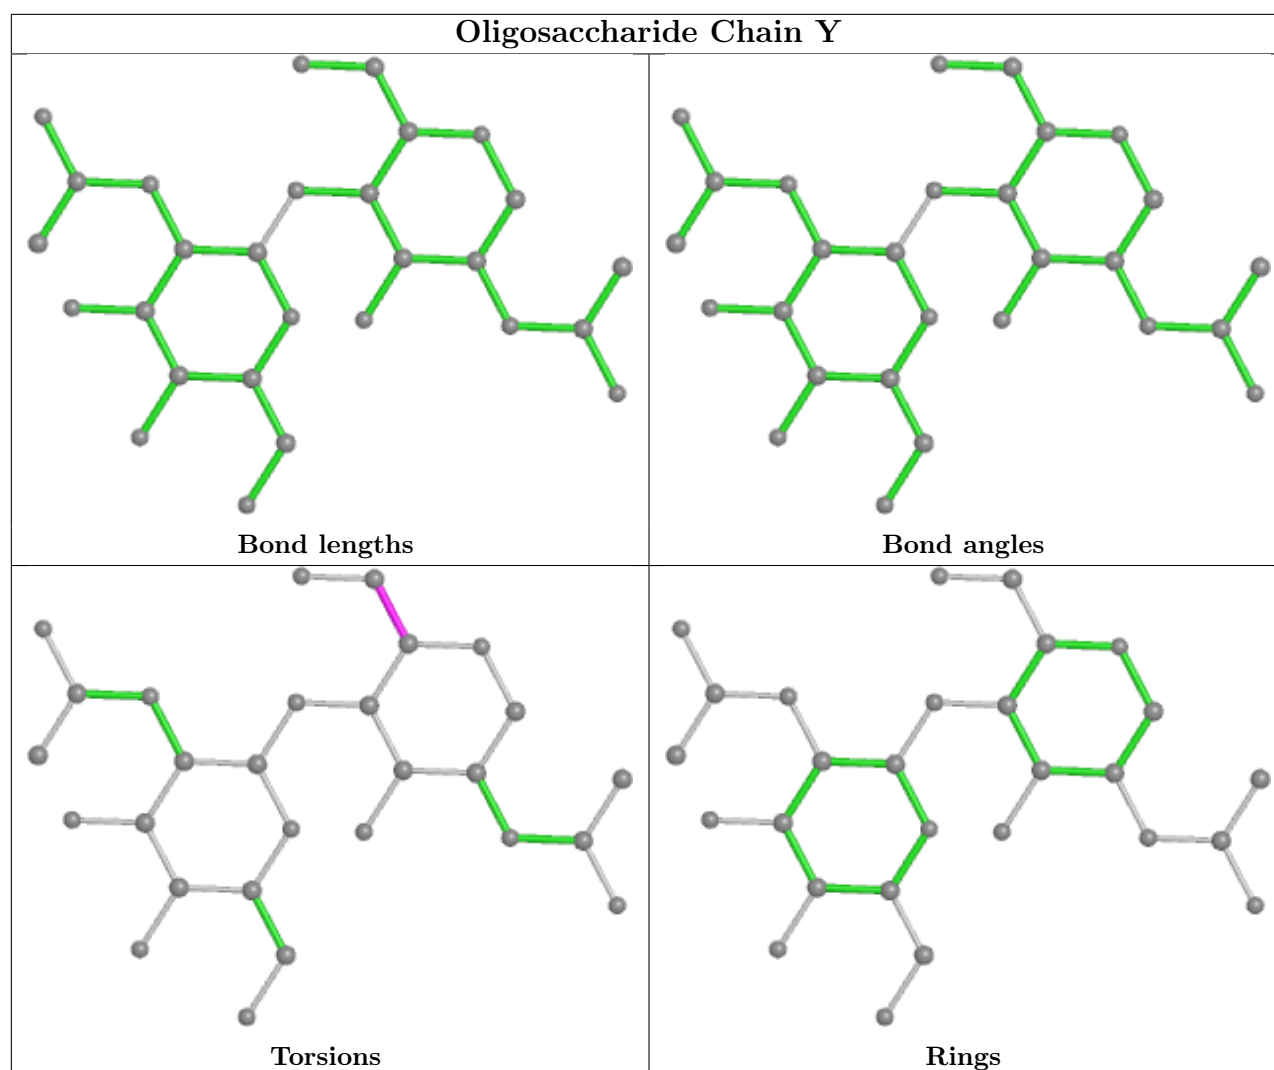 Oligosaccharide Chain Y
Bond lengths
Bond angles
Torsions
Rings